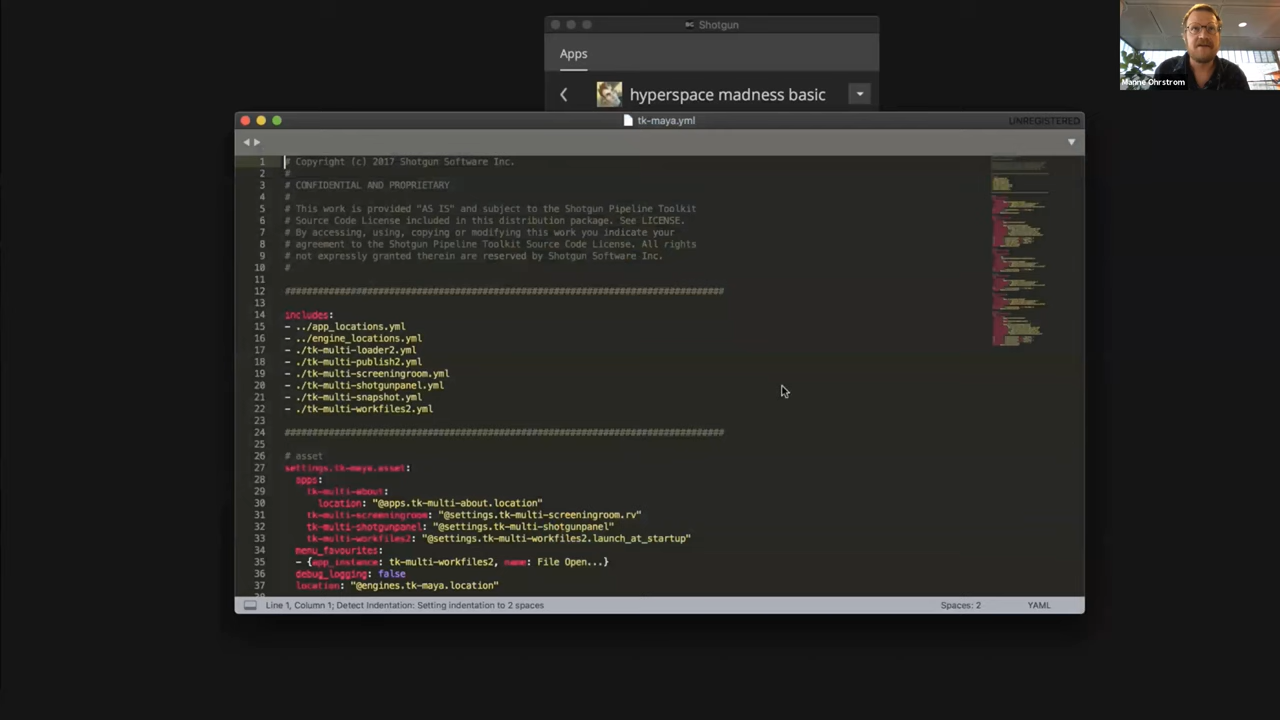 Shotgun
Apps
hyperspace madness basic
Manne Ohrstrom
tk-maya.yml
UNREGISTERED
1 # Copyright (c) 2017 Shotgun Software Inc.
2 #
3 # CONFIDENTIAL AND PROPRIETARY
4 #
5 # This work is provided "AS IS" and subject to the Shotgun Pipeline Toolkit
6 # Source Code License included in this distribution package. See LICENSE.
7 # By accessing, using, copying or modifying this work you indicate your
8 # agreement to the Shotgun Pipeline Toolkit Source Code License. All rights
9 # not expressly granted therein are reserved by Shotgun Software Inc.
10 #
11
12 ################################################################################
13
14 includes:
15 - ../app_locations.yml
16 - ../engine_locations.yml
17 - ./tk-multi-loader2.yml
18 - ./tk-multi-publish2.yml
19 - ./tk-multi-screeningroom.yml
20 - ./tk-multi-shotgunpanel.yml
21 - ./tk-multi-snapshot.yml
22 - ./tk-multi-workfiles2.yml
23
24 ################################################################################
25
26 # asset
27 settings.tk-maya.asset:
28 apps:
29 tk-multi-about:
30 location: "@apps.tk-multi-about.location"
31 tk-multi-screeningroom: "@settings.tk-multi-screeningroom.rv"
32 tk-multi-shotgunpanel: "@settings.tk-multi-shotgunpanel"
33 tk-multi-workfiles2: "@settings.tk-multi-workfiles2.launch_at_startup"
34 menu_favourites:
35 - {app_instance: tk-multi-workfiles2, name: File Open...}
36 debug_logging: false
37 location: "@engines.tk-maya.location"
Line 1, Column 1; Detect Indentation: Setting indentation to 2 spaces
Spaces: 2
YAML